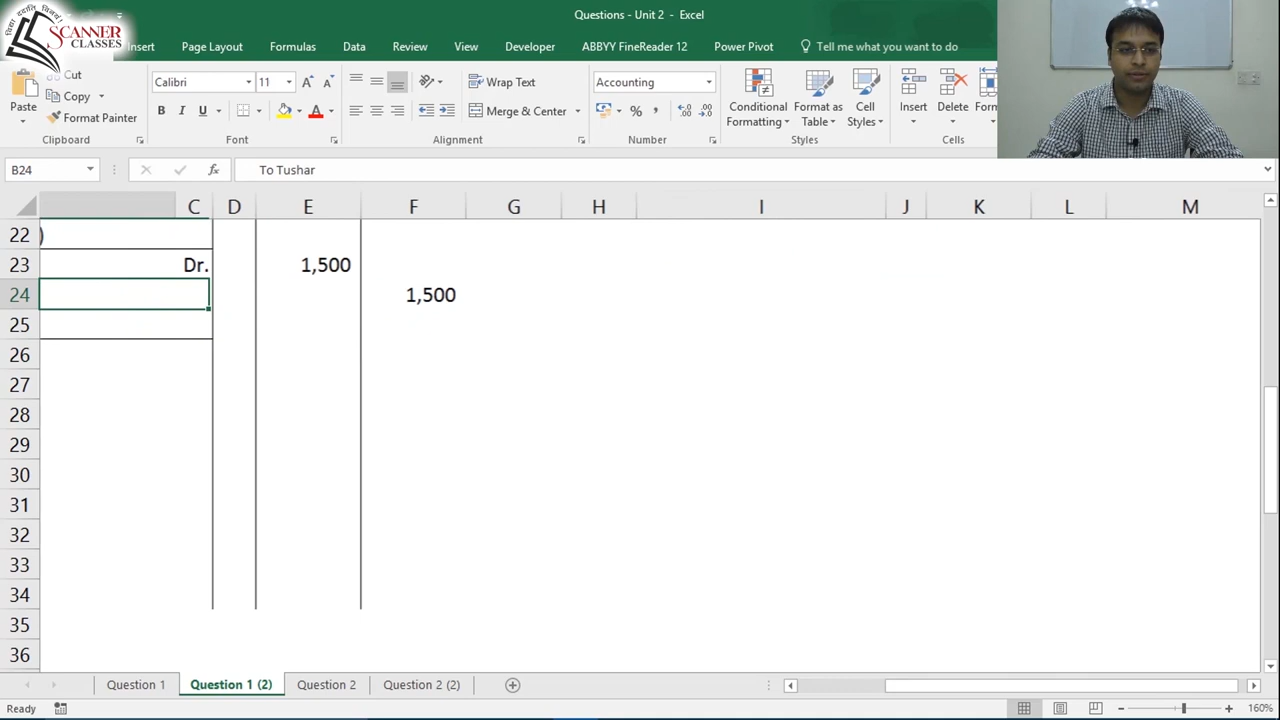 विद्या ददाति विनयं।
SCANNER
CLASSES
Questions - Unit 2 - Excel
Insert Page Layout Formulas Data Review View Developer ABBYY FineReader 12 Power Pivot Tell me what you want to do
Paste
Cut
Copy
Format Painter
Calibri 11
B I U
Wrap Text
Merge & Center
Accounting
Conditional Formatting
Format as Table
Cell Styles
Insert
Delete
Clipboard Font Alignment Number Styles Cells
B24 fx To Tushar
C D E F G H I J K L M
22 )
23 Dr. 1,500
24 1,500
25
26
27
28
29
30
31
32
33
34
35
36
Question 1 Question 1 (2) Question 2 Question 2 (2)
Ready 160%